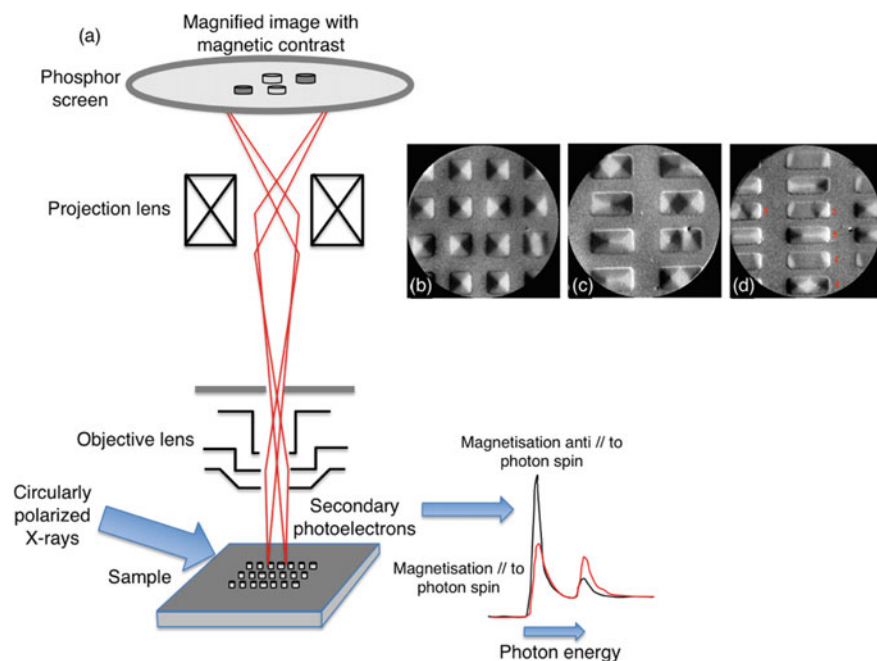 (a)
Magnified image with
magnetic contrast
Phosphor
screen
Projection lens
(b)
(c)
(d)
Objective lens
Magnetisation anti // to
photon spin
Circularly
polarized
X-rays
Secondary
photoelectrons
Sample
Magnetisation // to
photon spin
Photon energy